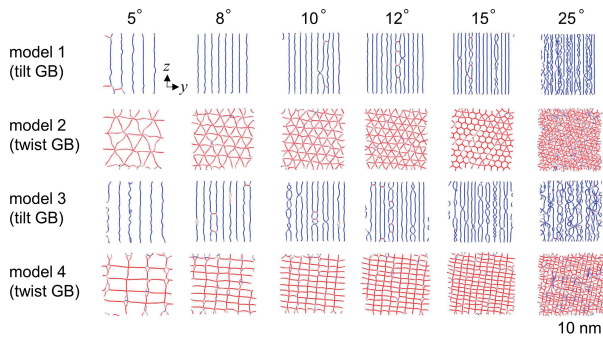 5° 8° 10° 12° 15° 25°
model 1
(tilt GB)
z
y
model 2
(twist GB)
model 3
(tilt GB)
model 4
(twist GB)
10 nm